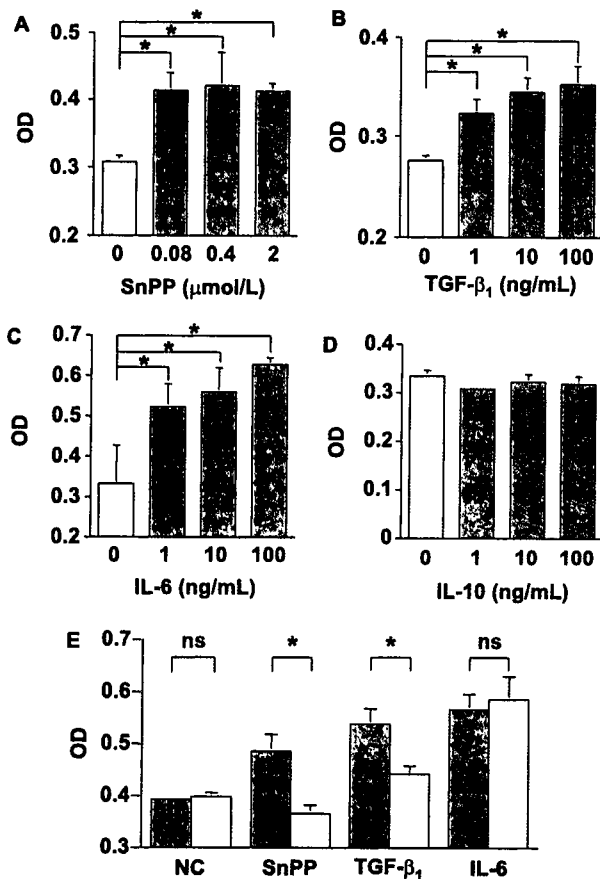 A
0.5
0.4
0.3
0.2
OD
*
*
*
0 0.08 0.4 2
SnPP (μmol/L)
B
0.4
0.3
0.2
OD
*
*
*
0 1 10 100
TGF-β₁ (ng/mL)
C
0.7
0.6
0.5
0.4
0.3
0.2
OD
*
*
*
0 1 10 100
IL-6 (ng/mL)
D
0.4
0.3
0.2
0.1
0
OD
0 1 10 100
IL-10 (ng/mL)
E
0.7
0.6
0.5
0.4
0.3
OD
ns * * ns
NC SnPP TGF-β₁ IL-6